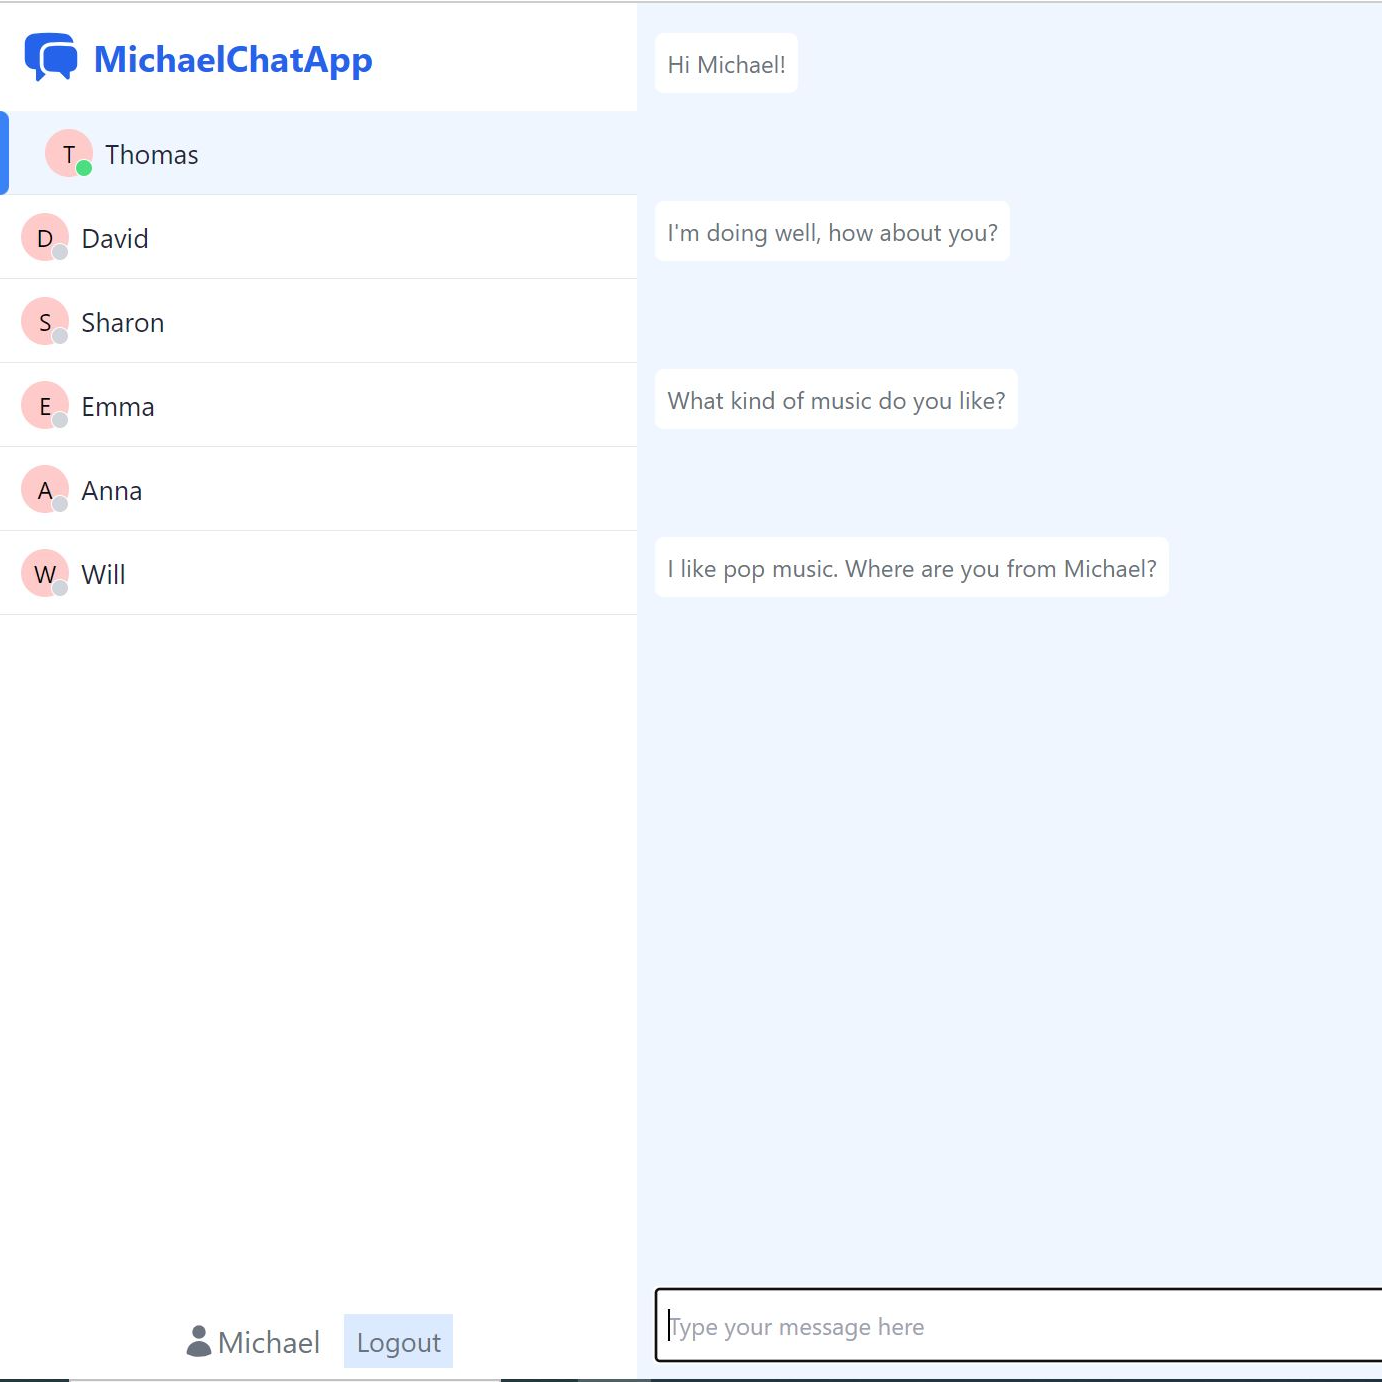 MichaelChatApp
T Thomas
D David
S Sharon
E Emma
A Anna
W Will
Michael Logout
Hi Michael!
I'm doing well, how about you?
What kind of music do you like?
I like pop music. Where are you from Michael?
Type your message here